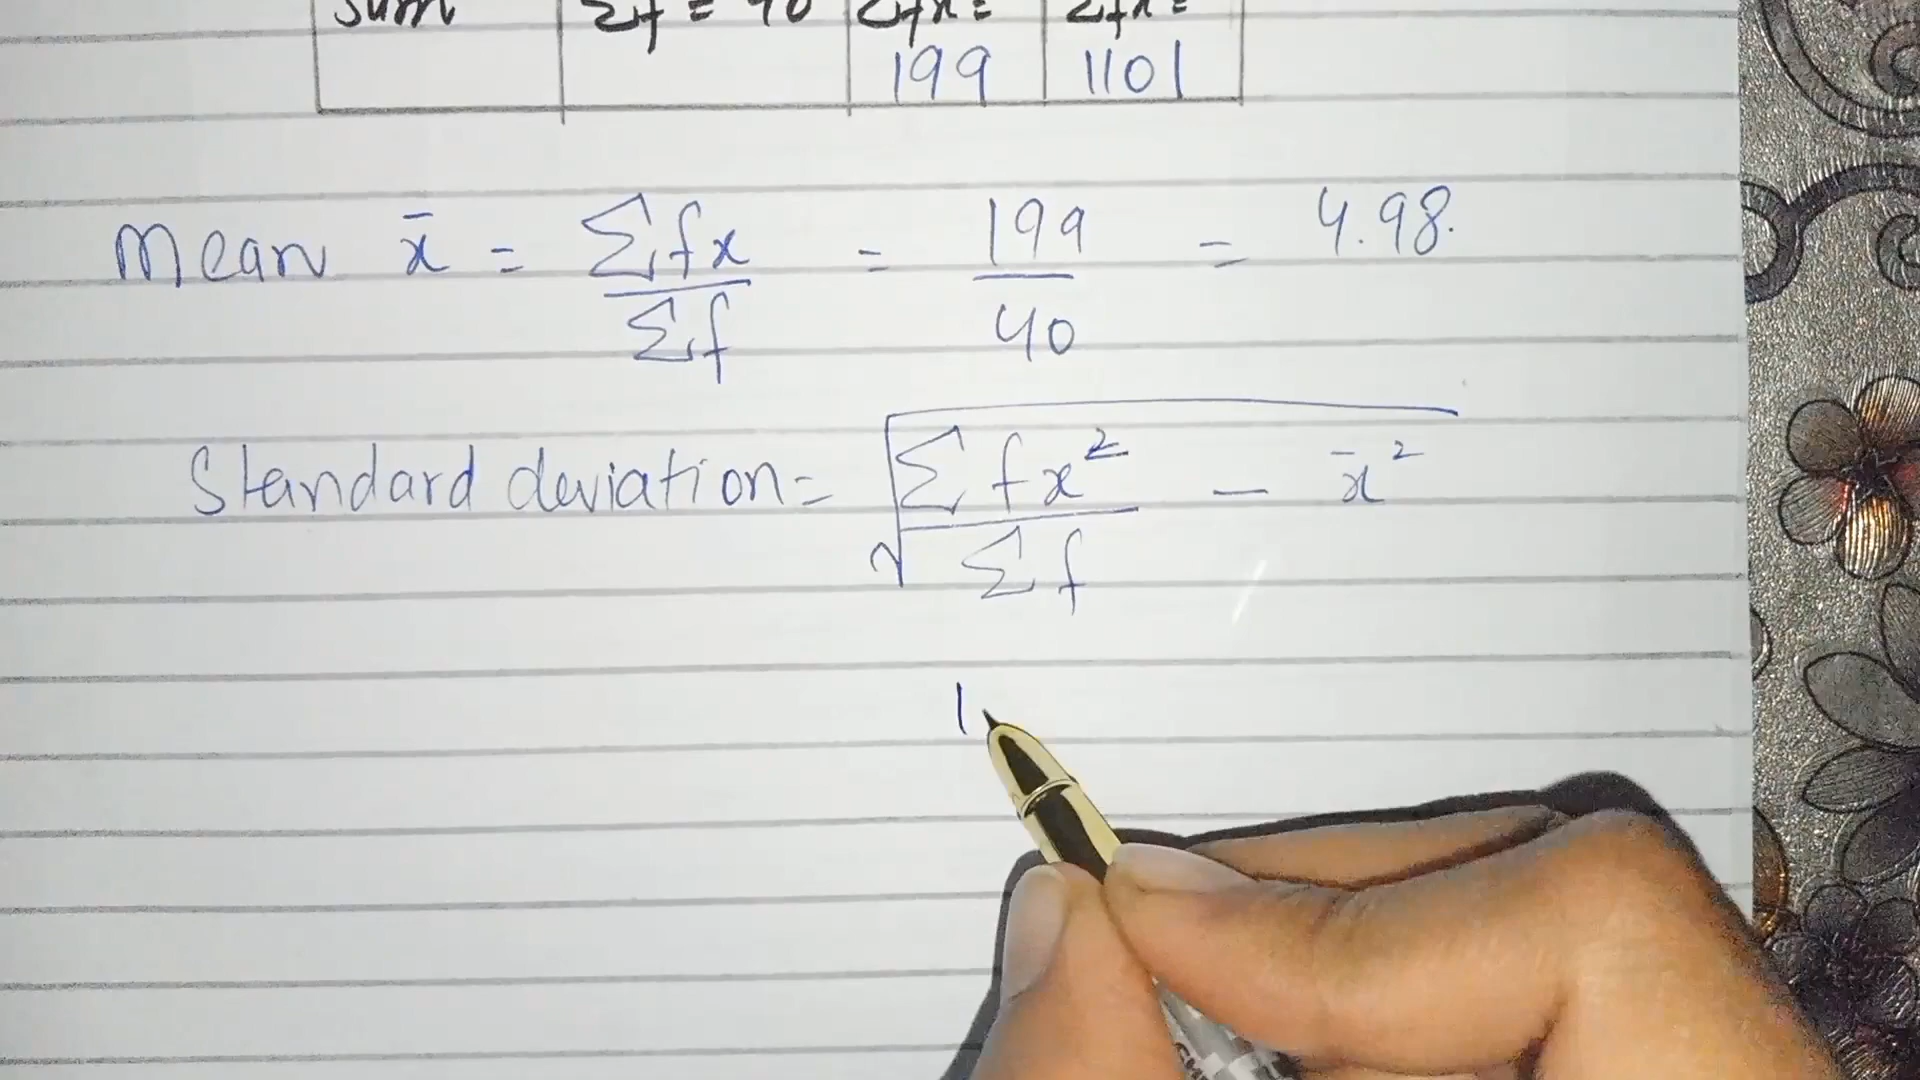 Sum Σf = 40 Σfx = Σfx² =
199 1101
Mean x̄ = Σfx / Σf = 199 / 40 = 4.98.
Standard deviation = √(Σfx² / Σf - x̄²)
1